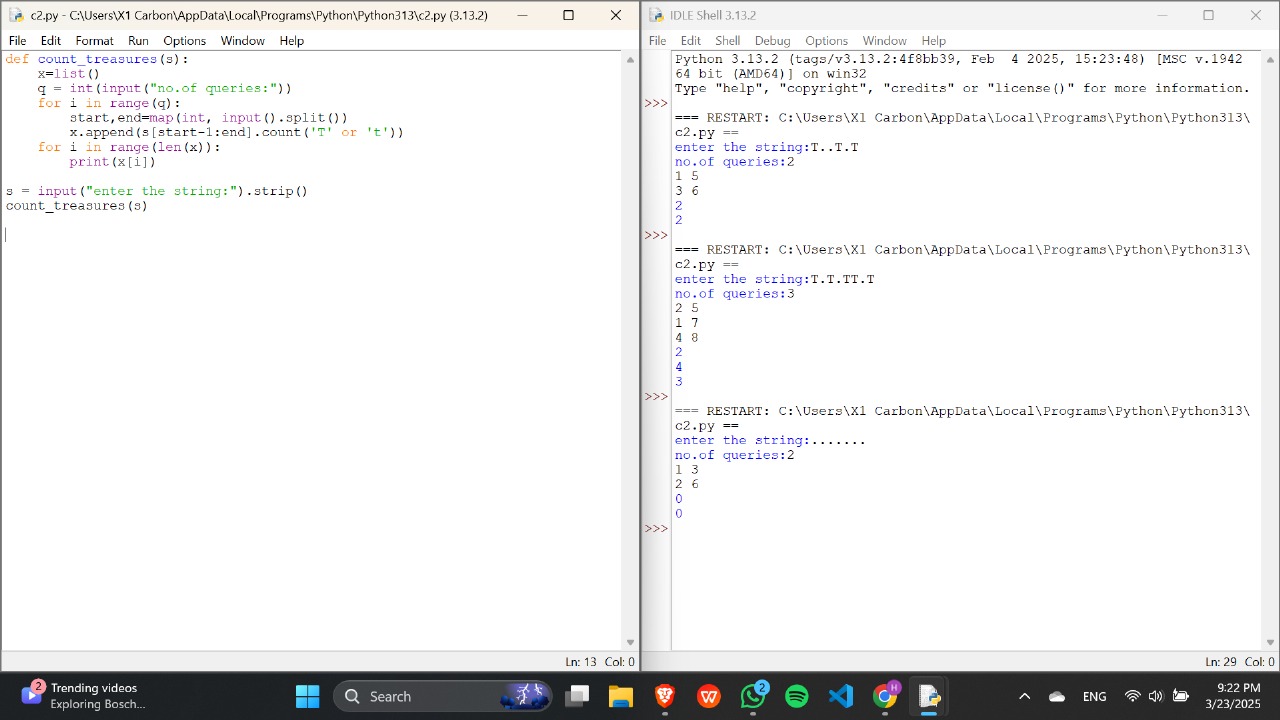 c2.py - C:\Users\X1 Carbon\AppData\Local\Programs\Python\Python313\c2.py (3.13.2)
File Edit Format Run Options Window Help
def count_treasures(s):
    x=list()
    q = int(input("no.of queries:"))
    for i in range(q):
        start,end=map(int, input().split())
        x.append(s[start-1:end].count('T' or 't'))
    for i in range(len(x)):
        print(x[i])
s = input("enter the string:").strip()
count_treasures(s)
Ln: 13 Col: 0
IDLE Shell 3.13.2
File Edit Shell Debug Options Window Help
Python 3.13.2 (tags/v3.13.2:4f8bb39, Feb  4 2025, 15:23:48) [MSC v.1942
64 bit (AMD64)] on win32
Type "help", "copyright", "credits" or "license()" for more information.
>>>
=== RESTART: C:\Users\X1 Carbon\AppData\Local\Programs\Python\Python313\
c2.py ==
enter the string:T..T.T
no.of queries:2
1 5
3 6
2
2
>>>
=== RESTART: C:\Users\X1 Carbon\AppData\Local\Programs\Python\Python313\
c2.py ==
enter the string:T.T.TT.T
no.of queries:3
2 5
1 7
4 8
2
4
3
>>>
=== RESTART: C:\Users\X1 Carbon\AppData\Local\Programs\Python\Python313\
c2.py ==
enter the string:.......
no.of queries:2
1 3
2 6
0
0
>>>
Ln: 29 Col: 0
2
Trending videos
Exploring Bosch...
Search
W
2
H
ENG
9:22 PM
3/23/2025